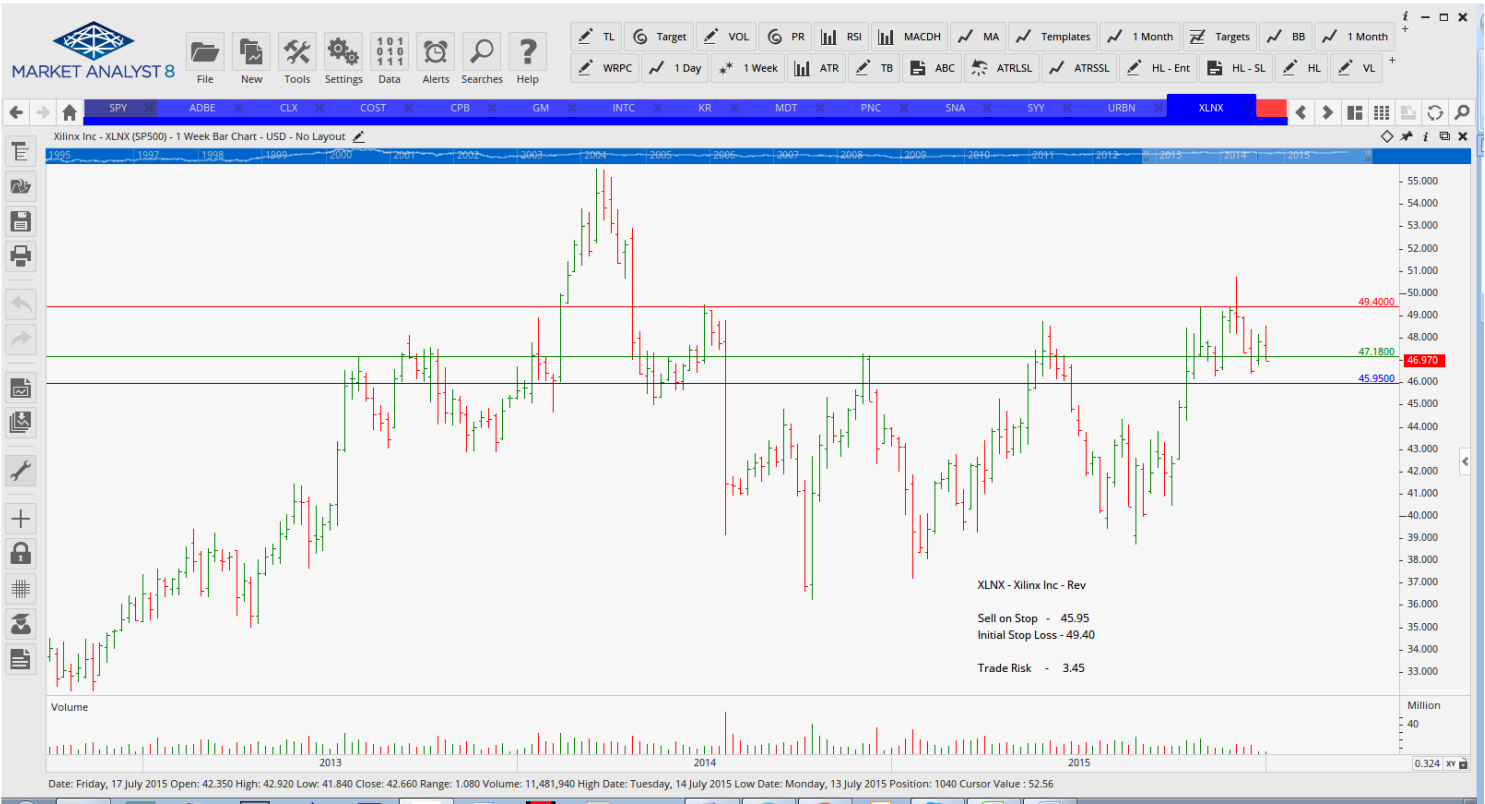 i
MARKET ANALYST 8
File New Tools Settings Data Alerts Searches Help
101
010
111
TL Target VOL PR RSI MACDH MA Templates 1 Month Targets BB 1 Month +
WRPC 1 Day 1 Week ATR TB ABC ATRLSL ATRSSL HL - Ent HL - SL HL VL +
SPY ADBE CLX COST CPB GM INTC KR MDT PNC SNA SYY URBN XLNX
Xilinx Inc - XLNX (SP500) - 1 Week Bar Chart - USD - No Layout
i
1995 1997 1998 1999 2000 2001 2002 2003 2004 2005 2006 2007 2008 2009 2010 2011 2012 2013 2014 2015
55.000
54.000
53.000
52.000
51.000
50.000
49.4000
49.000
48.000
47.1800
46.970
45.9500
46.000
45.000
44.000
43.000
42.000
41.000
40.000
39.000
38.000
37.000
36.000
35.000
34.000
33.000
XLNX - Xilinx Inc - Rev
Sell on Stop - 45.95
Initial Stop Loss - 49.40
Trade Risk - 3.45
Volume
Million
40
2013 2014 2015
0.324 XY
Date: Friday, 17 July 2015 Open: 42.350 High: 42.920 Low: 41.840 Close: 42.660 Range: 1.080 Volume: 11,481,940 High Date: Tuesday, 14 July 2015 Low Date: Monday, 13 July 2015 Position: 1040 Cursor Value : 52.56